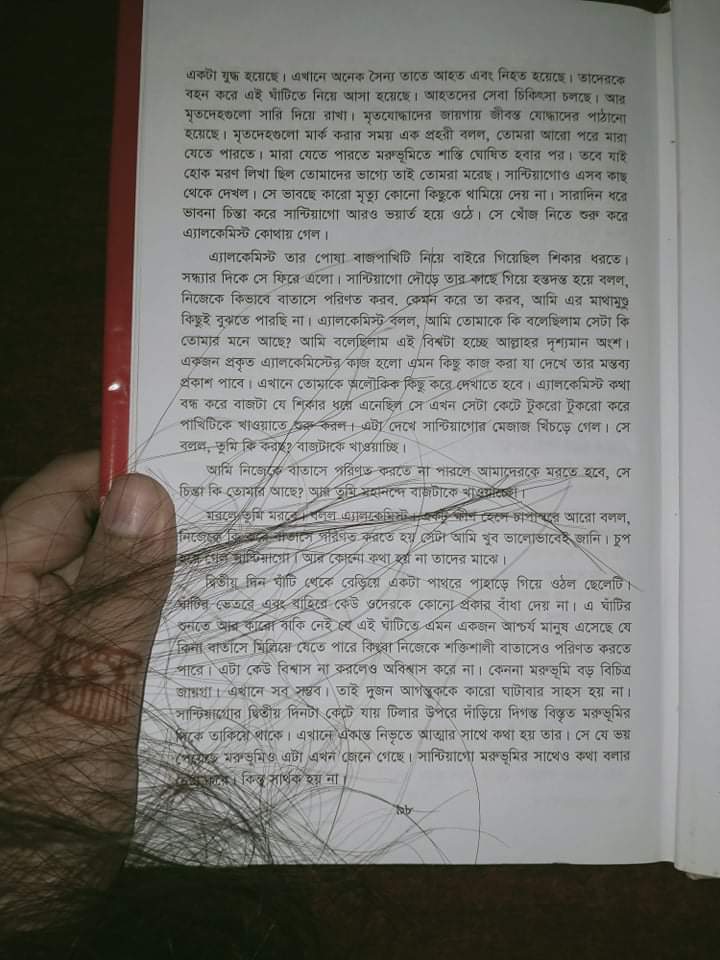 একটা যুদ্ধ হয়েছে। এখানে অনেক সৈন্য তাতে আহত এবং নিহত হয়েছে। তাদেরকে
বহন করে এই ঘাঁটিতে নিয়ে আসা হয়েছে। আহতদের সেবা চিকিৎসা চলছে। আর
মৃতদেহগুলো সারি দিয়ে রাখা। মৃতযোদ্ধাদের জায়গায় জীবন্ত যোদ্ধাদের পাঠানো
হয়েছে। মৃতদেহগুলো মার্ক করার সময় এক প্রহরী বলল, তোমরা আরো পরে মারা
যেতে পারতে। মারা যেতে পারতে মরুভূমিতে শান্তি ঘোষিত হবার পর। তবে যাই
হোক মরণ লিখা ছিল তোমাদের ভাগ্যে তাই তোমরা মরেছ। সান্টিয়াগোও এসব কাছ
থেকে দেখল। সে ভাবছে কারো মৃত্যু কোনো কিছুকে থামিয়ে দেয় না। সারাদিন ধরে
ভাবনা চিন্তা করে সান্টিয়াগো আরও ভয়ার্ত হয়ে ওঠে। সে খোঁজ নিতে শুরু করে
এ্যালকেমিস্ট কোথায় গেল।
এ্যালকেমিস্ট তার পোষা বাজপাখিটি নিয়ে বাইরে গিয়েছিল শিকার ধরতে।
সন্ধ্যার দিকে সে ফিরে এলো। সান্টিয়াগো দৌড়ে তার কাছে গিয়ে হন্তদন্ত হয়ে বলল,
নিজেকে কিভাবে বাতাসে পরিণত করব. কেমন করে তা করব, আমি এর মাথামুণ্ডু
কিছুই বুঝতে পারছি না। এ্যালকেমিস্ট বলল, আমি তোমাকে কি বলেছিলাম সেটা কি
তোমার মনে আছে? আমি বলেছিলাম এই বিশ্বটা হচ্ছে আল্লাহর দৃশ্যমান অংশ।
একজন প্রকৃত এ্যালকেমিস্টের কাজ হলো এমন কিছু কাজ করা যা দেখে তার মন্তব্য
প্রকাশ পাবে। এখানে তোমাকে অলৌকিক কিছু করে দেখাতে হবে। এ্যালকেমিস্ট কথা
বন্ধ করে বাজটা যে শিকার ধরে এনেছিল সে এখন সেটা কেটে টুকরো টুকরো করে
পাখিটিকে খাওয়াতে শুরু করল। এটা দেখে সান্টিয়াগোর মেজাজ খিঁচড়ে গেল। সে
বলল, তুমি কি করছ? বাজটাকে খাওয়াচ্ছি।
আমি নিজেকে বাতাসে পরিণত করতে না পারলে আমাদেরকে মরতে হবে, সে
চিন্তা কি তোমার আছে? আর তুমি মহানন্দে বাজটাকে খাওয়াচ্ছো।
মরলে তুমি মরবে। বলল এ্যালকেমিস্ট। একটু ক্ষীণ হেসে চাপাস্বরে আরো বলল,
নিজেকে কি করে বাতাসে পরিণত করতে হয় সেটা আমি খুব ভালোভাবেই জানি। চুপ
হয়ে গেল সান্টিয়াগো। আর কোনো কথা হয় না তাদের মাঝে।
দ্বিতীয় দিন ঘাঁটি থেকে বেড়িয়ে একটা পাথরে পাহাড়ে গিয়ে ওঠল ছেলেটি।
ঘাঁটির ভেতরে এবং বাহিরে কেউ ওদেরকে কোনো প্রকার বাঁধা দেয় না। এ ঘাঁটির
শুনতে আর কারো বাকি নেই যে এই ঘাঁটিতে এমন একজন আশ্চর্য মানুষ এসেছে যে
কিনা বাতাসে মিলিয়ে যেতে পারে কিংবা নিজেকে শক্তিশালী বাতাসেও পরিণত করতে
পারে। এটা কেউ বিশ্বাস না করলেও অবিশ্বাস করে না। কেননা মরুভূমি বড় বিচিত্র
জায়গা। এখানে সব সম্ভব। তাই দুজন আগন্তুককে কারো ঘাটাবার সাহস হয় না।
সান্টিয়াগোর দ্বিতীয় দিনটা কেটে যায় টিলার উপরে দাঁড়িয়ে দিগন্ত বিস্তৃত মরুভূমির
দিকে তাকিয়ে থাকে। এখানে একান্ত নিভৃতে আত্মার সাথে কথা হয় তার। সে যে ভয়
পেয়েছে মরুভূমিও এটা এখন জেনে গেছে। সান্টিয়াগো মরুভূমির সাথেও কথা বলার
চেষ্টা করে। কিন্তু সার্থক হয় না।